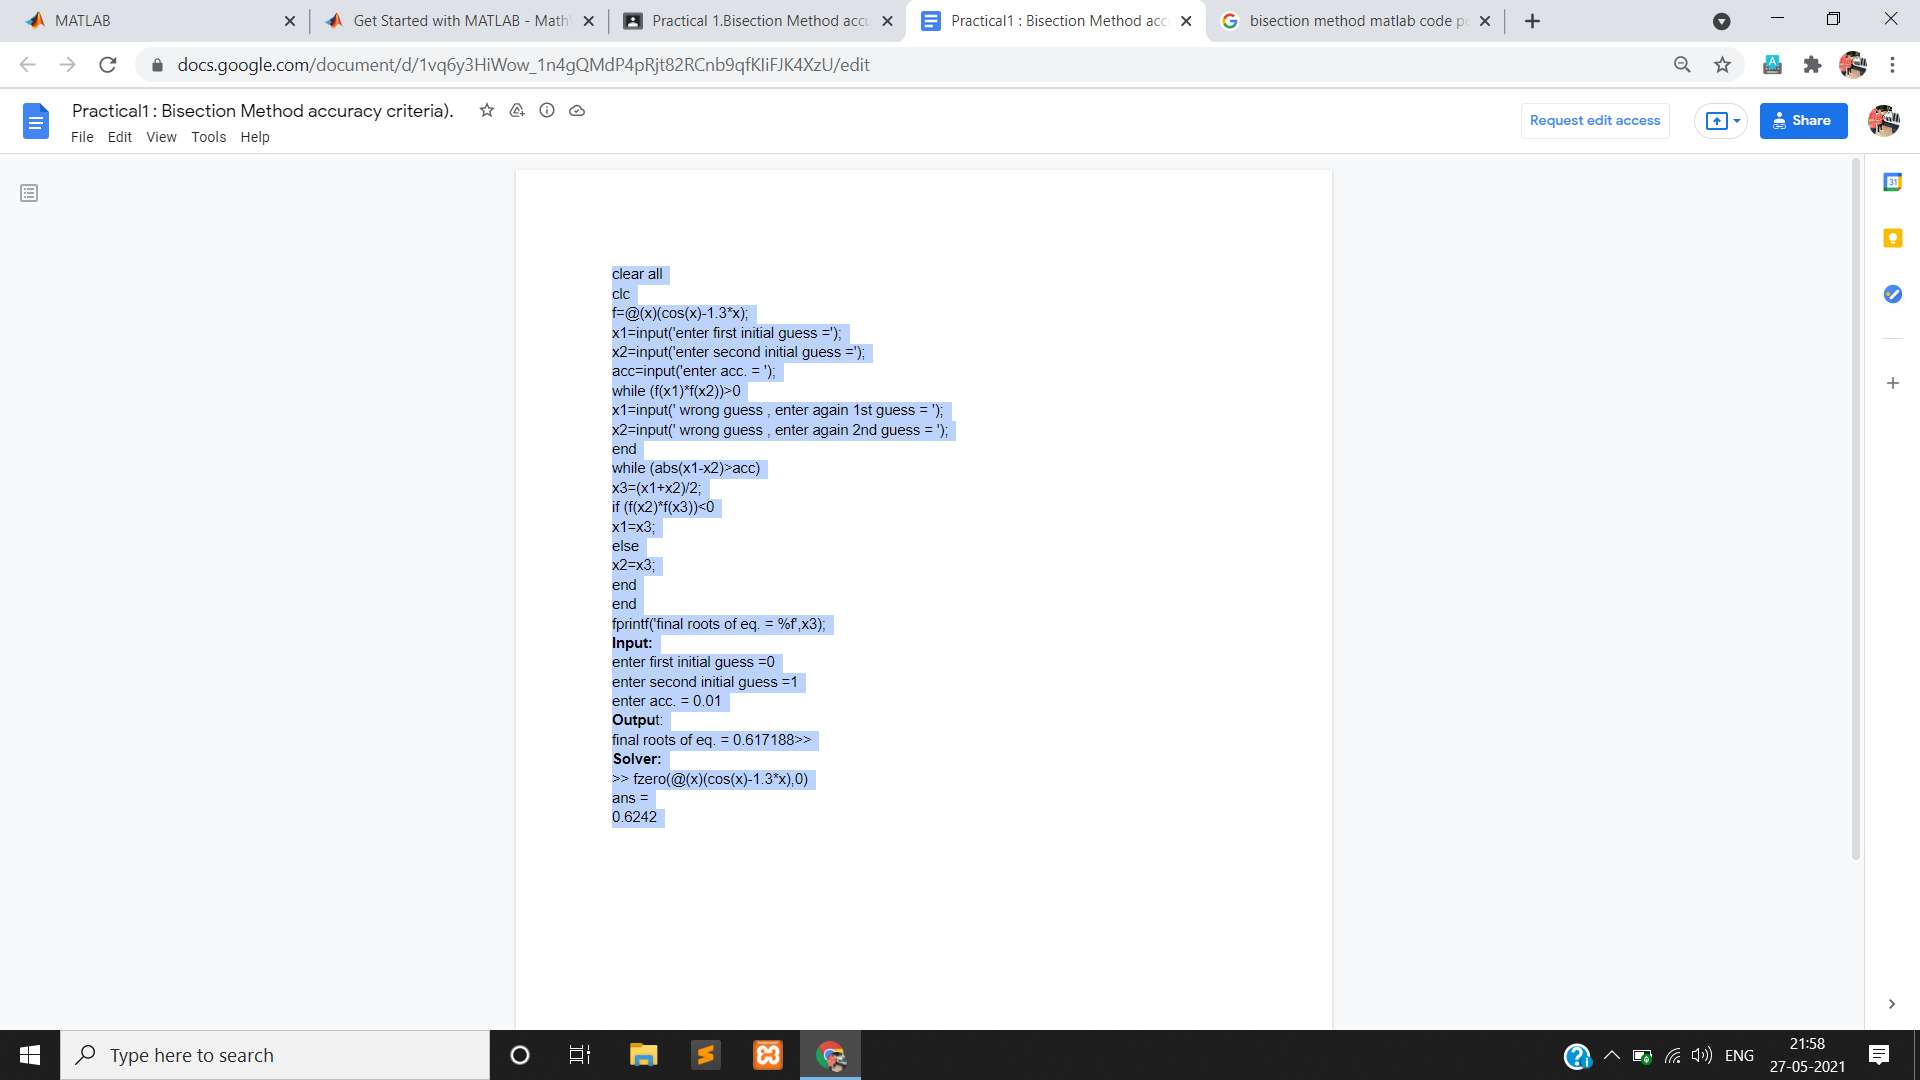 MATLAB
Get Started with MATLAB - Math
Practical 1.Bisection Method accu
Practical1 : Bisection Method acc
bisection method matlab code p
docs.google.com/document/d/1vq6y3HiWow_1n4gQMdP4pRjt82RCnb9qfKIiFJK4XzU/edit
Practical1 : Bisection Method accuracy criteria).
Request edit access
Share
File Edit View Tools Help
31
clear all
clc
f=@(x)(cos(x)-1.3*x);
x1=input('enter first initial guess =');
x2=input('enter second initial guess =');
acc=input('enter acc. = ');
while (f(x1)*f(x2))>0
x1=input(' wrong guess , enter again 1st guess = ');
x2=input(' wrong guess , enter again 2nd guess = ');
end
while (abs(x1-x2)>acc)
x3=(x1+x2)/2;
if (f(x2)*f(x3))<0
x1=x3;
else
x2=x3;
end
end
fprintf('final roots of eq. = %f',x3);
Input:
enter first initial guess =0
enter second initial guess =1
enter acc. = 0.01
Output:
final roots of eq. = 0.617188>>
Solver:
>> fzero(@(x)(cos(x)-1.3*x),0)
ans =
0.6242
Type here to search
ENG
21:58
27-05-2021